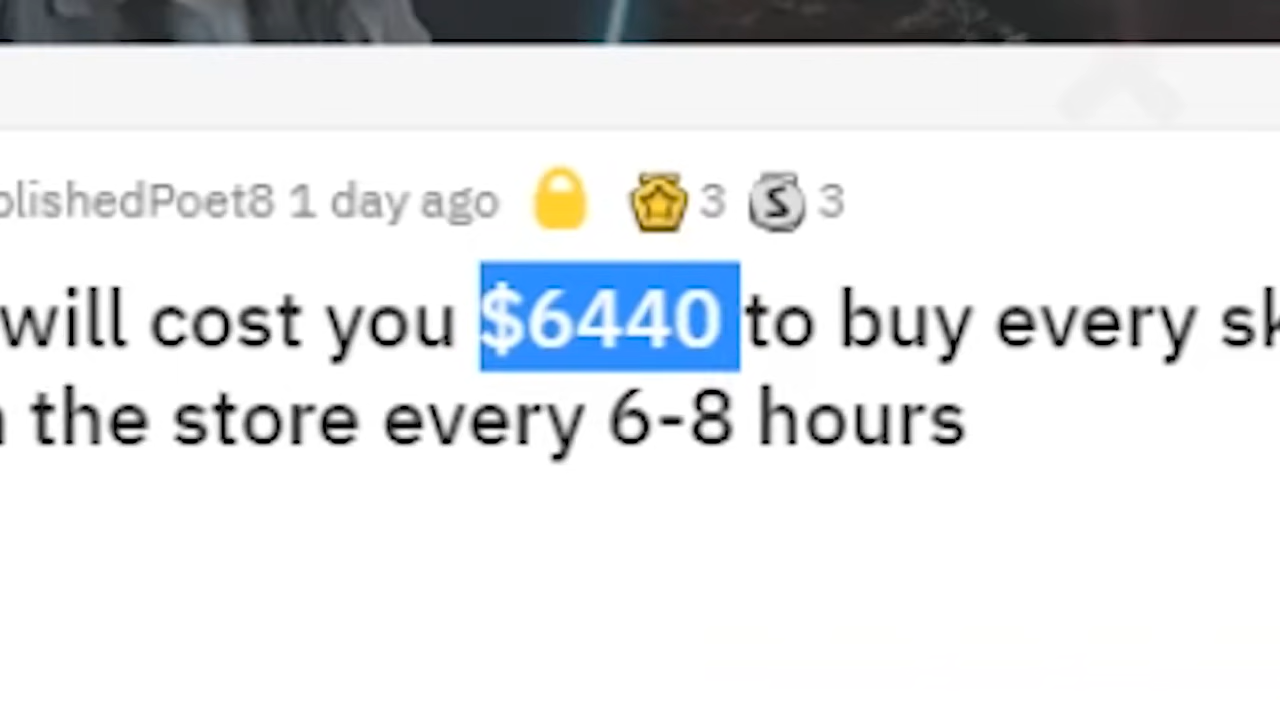 olishedPoet8 1 day ago 3 3
will cost you $6440 to buy every sk
the store every 6-8 hours